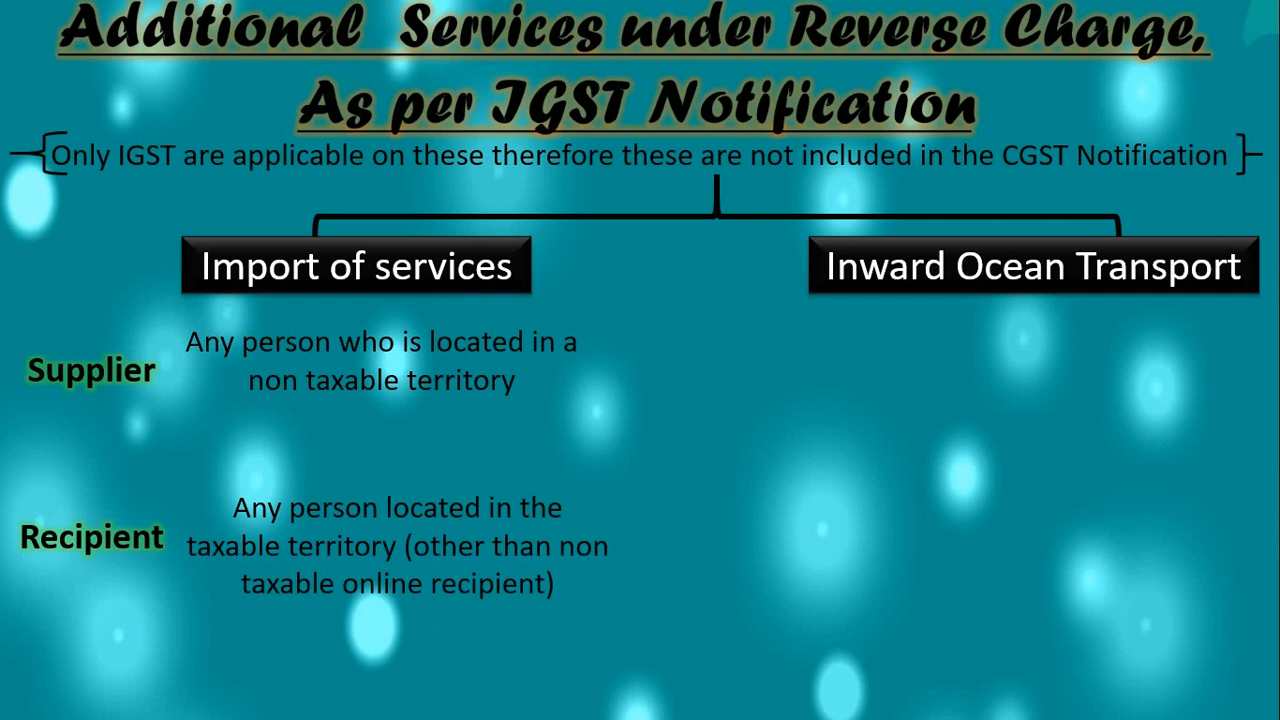 Additional Services under Reverse Charge,
As per IGST Notification
Only IGST are applicable on these therefore these are not included in the CGST Notification
Import of services
Inward Ocean Transport
Supplier
Any person who is located in a
non taxable territory
Recipient
Any person located in the
taxable territory (other than non
taxable online recipient)